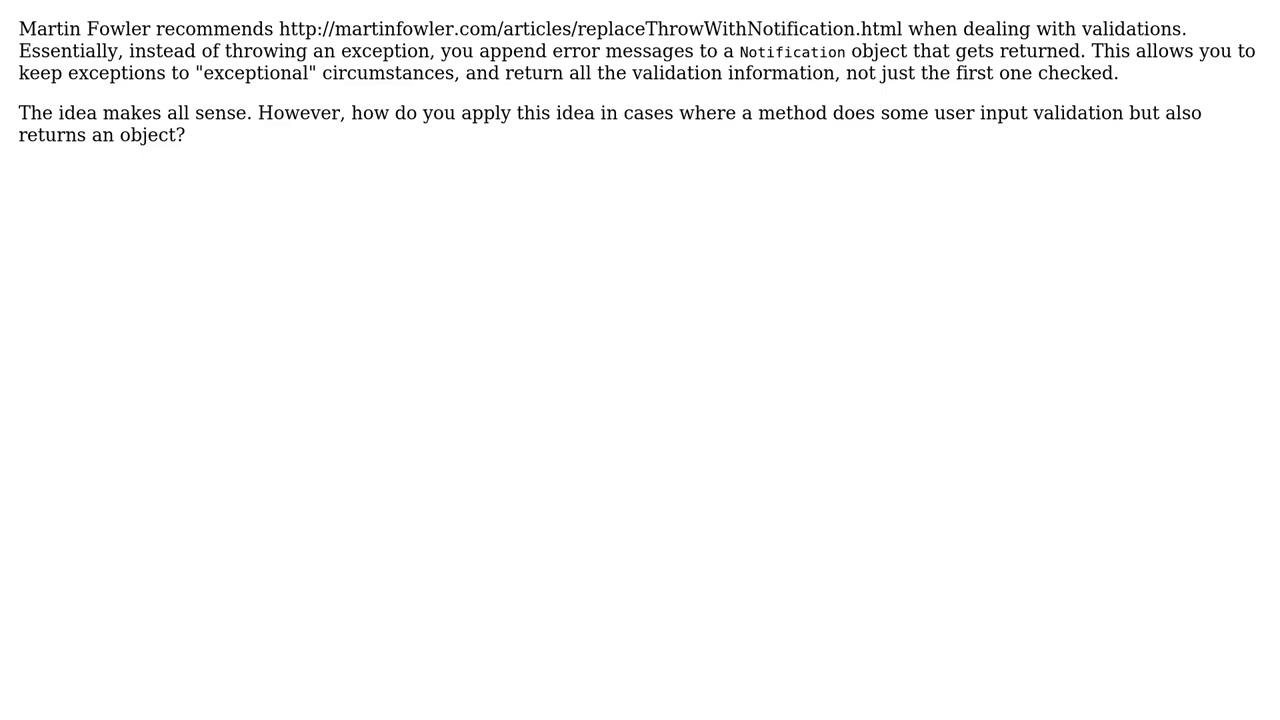 Martin Fowler recommends http://martinfowler.com/articles/replaceThrowWithNotification.html when dealing with validations.
Essentially, instead of throwing an exception, you append error messages to a Notification object that gets returned. This allows you to
keep exceptions to "exceptional" circumstances, and return all the validation information, not just the first one checked.
The idea makes all sense. However, how do you apply this idea in cases where a method does some user input validation but also
returns an object?